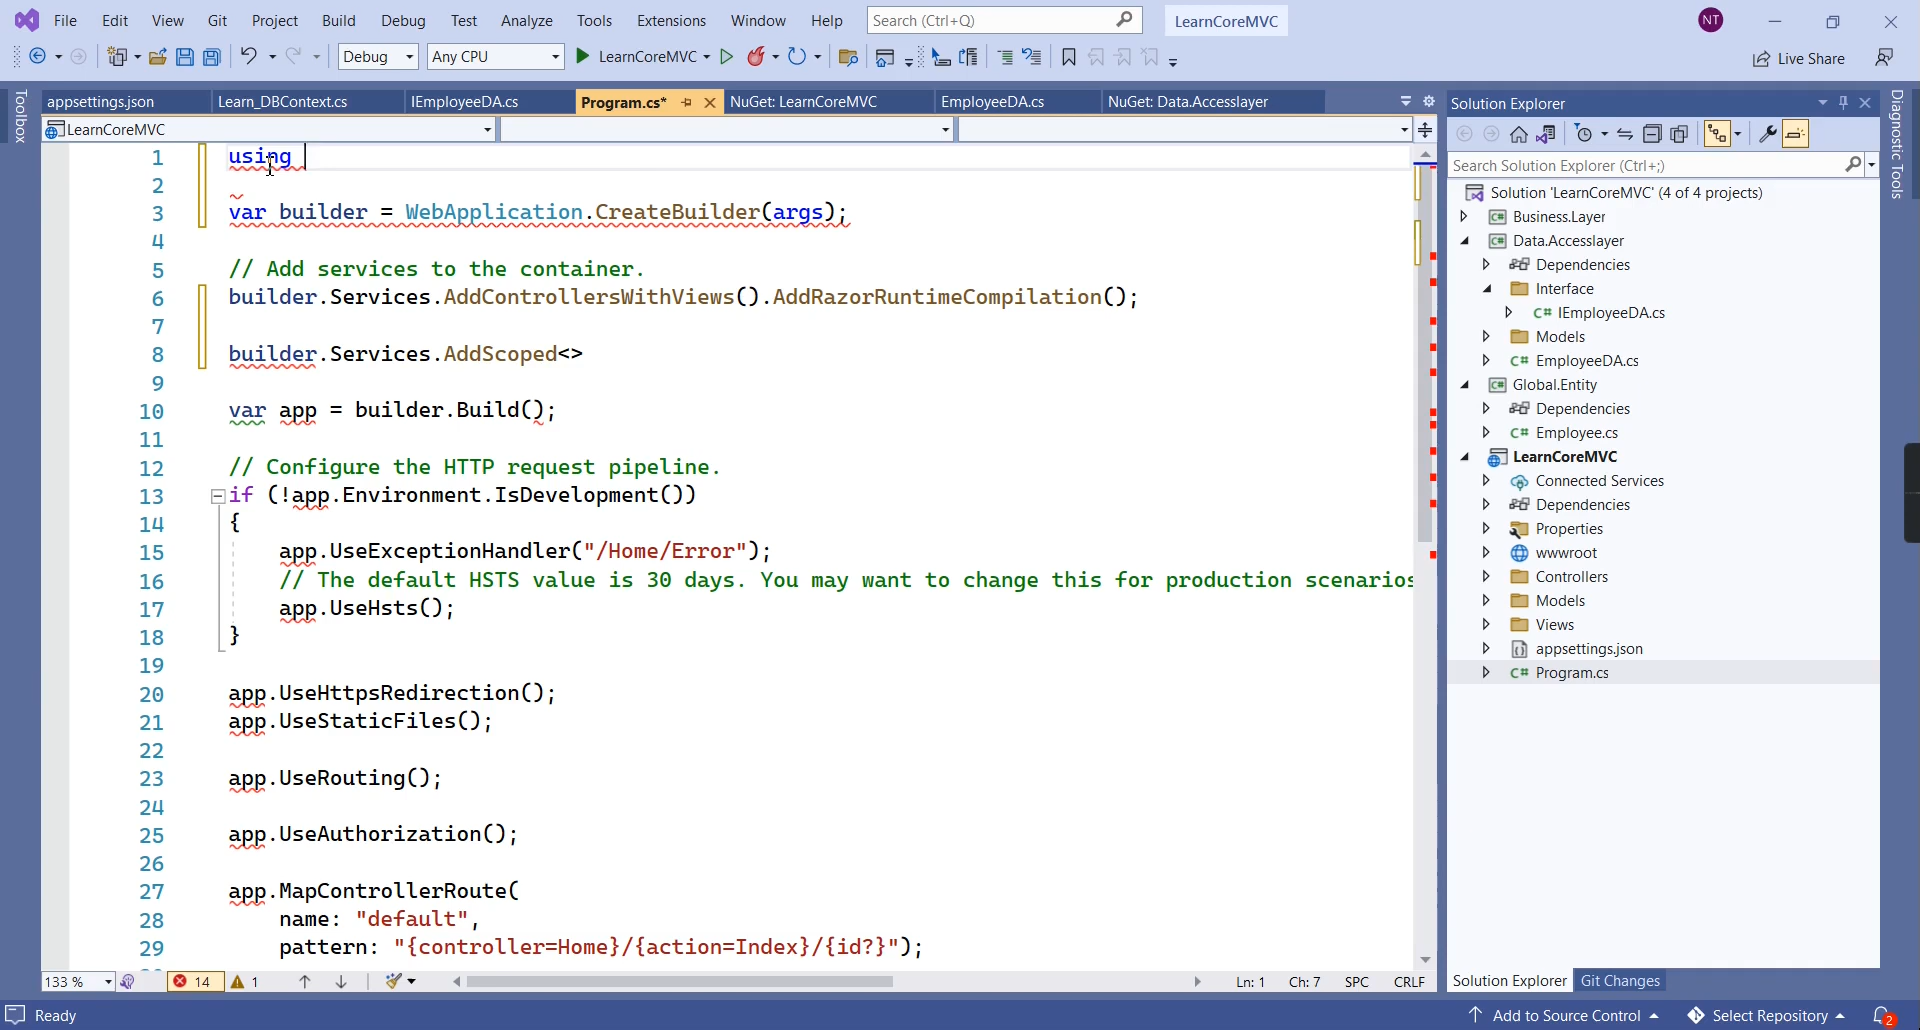 File Edit View Git Project Build Debug Test Analyze Tools Extensions Window Help Search (Ctrl+Q) LearnCoreMVC NT
Debug Any CPU LearnCoreMVC Live Share
Toolbox
appsettings.json Learn_DBContext.cs IEmployeeDA.cs Program.cs* NuGet: LearnCoreMVC EmployeeDA.cs NuGet: Data.Accesslayer
LearnCoreMVC
1 using
2
3 var builder = WebApplication.CreateBuilder(args);
4
5 // Add services to the container.
6 builder.Services.AddControllersWithViews().AddRazorRuntimeCompilation();
7
8 builder.Services.AddScoped<>
9
10 var app = builder.Build();
11
12 // Configure the HTTP request pipeline.
13 if (!app.Environment.IsDevelopment())
14 {
15 app.UseExceptionHandler("/Home/Error");
16 // The default HSTS value is 30 days. You may want to change this for production scenarios
17 app.UseHsts();
18 }
19
20 app.UseHttpsRedirection();
21 app.UseStaticFiles();
22
23 app.UseRouting();
24
25 app.UseAuthorization();
26
27 app.MapControllerRoute(
28 name: "default",
29 pattern: "{controller=Home}/{action=Index}/{id?}");
133 % 14 1 Ln: 1 Ch: 7 SPC CRLF
Solution Explorer
Search Solution Explorer (Ctrl+;)
Solution 'LearnCoreMVC' (4 of 4 projects)
C# Business.Layer
C# Data.Accesslayer
Dependencies
Interface
C# IEmployeeDA.cs
Models
C# EmployeeDA.cs
C# Global.Entity
Dependencies
C# Employee.cs
LearnCoreMVC
Connected Services
Dependencies
Properties
wwwroot
Controllers
Models
Views
appsettings.json
C# Program.cs
Solution Explorer Git Changes
Diagnostic Tools
Ready Add to Source Control Select Repository 2